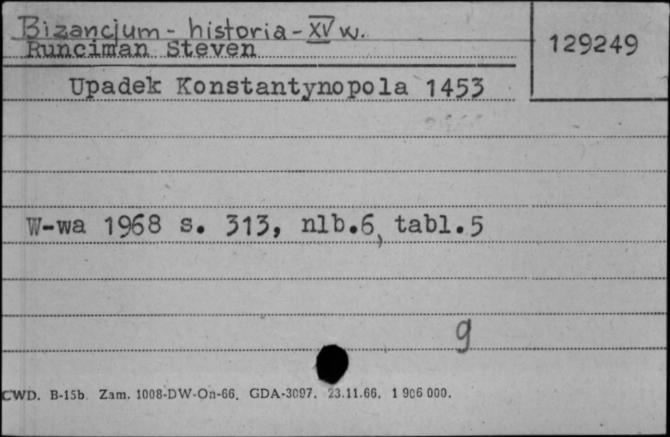 Bizancjum - historia - XV w.
Runciman Steven
129249
Upadek Konstantynopola 1453
W-wa 1968 s. 313, nlb.6, tabl.5
g
CWD. B-15b. Zam. 1008-DW-On-66. GDA-3097. 23.11.66. 1 906 000.